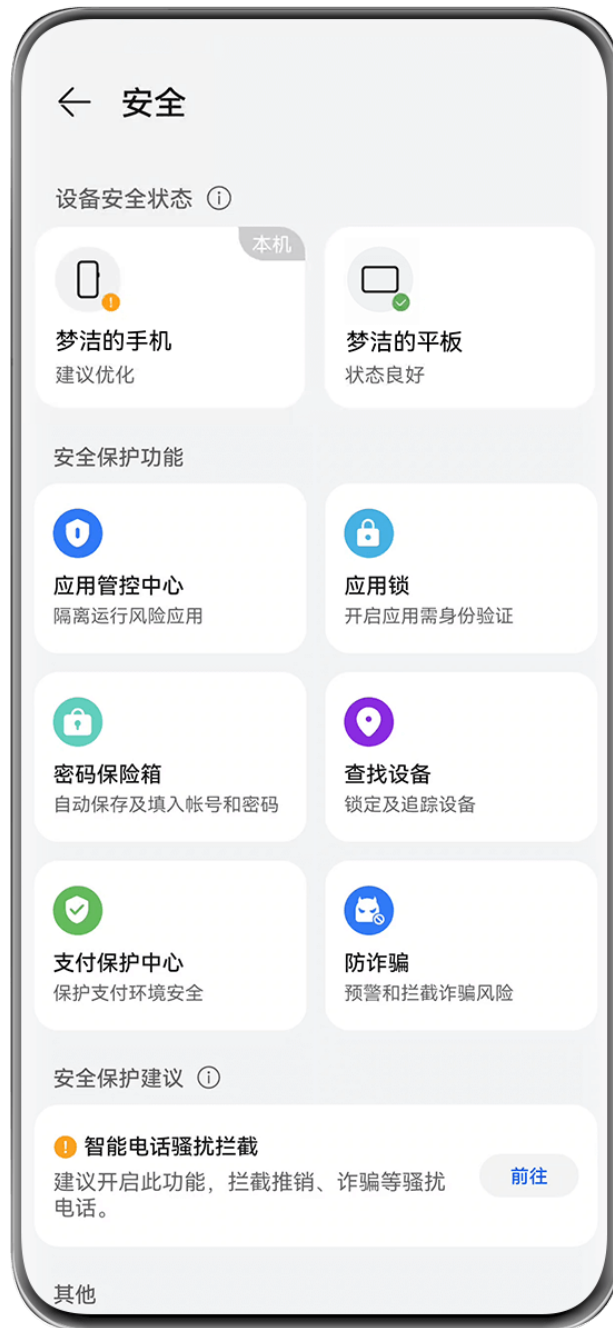 安全
设备安全状态
本机
梦洁的手机
建议优化
梦洁的平板
状态良好
安全保护功能
应用管控中心
隔离运行风险应用
应用锁
开启应用需身份验证
密码保险箱
自动保存及填入帐号和密码
查找设备
锁定及追踪设备
支付保护中心
保护支付环境安全
防诈骗
预警和拦截诈骗风险
安全保护建议
智能电话骚扰拦截
建议开启此功能，拦截推销、诈骗等骚扰
电话。
前往
其他